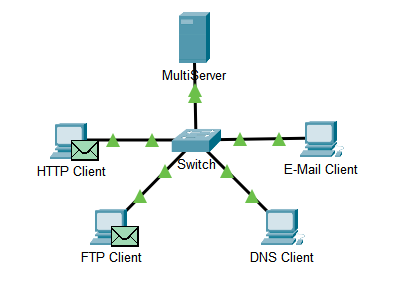 MultiServer
HTTP Client
Switch
E-Mail Client
FTP Client
DNS Client